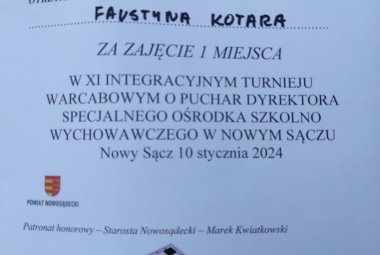 FAUSTYNA KOTARA
ZA ZAJĘCIE 1 MIEJSCA
W XI INTEGRACYJNYM TURNIEJU
WARCABOWYM O PUCHAR DYREKTORA
SPECJALNEGO OŚRODKA SZKOLNO
WYCHOWAWCZEGO W NOWYM SĄCZU
Nowy Sącz 10 stycznia 2024
POWIAT NOWOSĄDECKI
Patronat honorowy – Starosta Nowosądecki – Marek Kwiatkowski